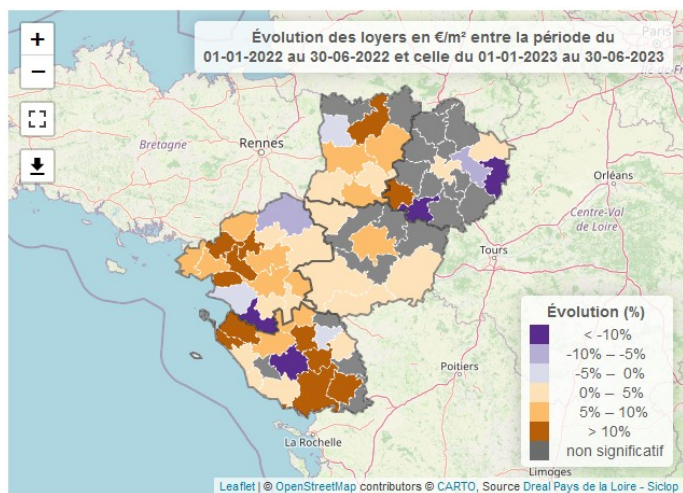 +
−
Évolution des loyers en €/m² entre la période du
01-01-2022 au 30-06-2022 et celle du 01-01-2023 au 30-06-2023
Paris
Île-de-F
Bretagne
Rennes
Orléans
Centre-Val
de Loire
Tours
Poitiers
La Rochelle
Limoges
Évolution (%)
< -10%
-10% – -5%
-5% – 0%
0% – 5%
5% – 10%
> 10%
non significatif
Leaflet | © OpenStreetMap contributors © CARTO, Source Dreal Pays de la Loire - Siclop